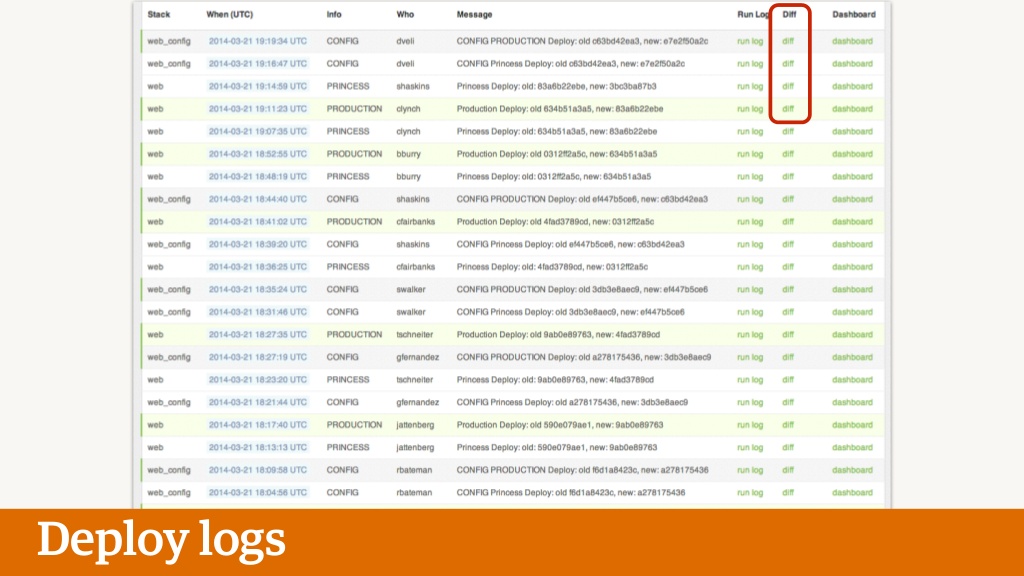 Stack When (UTC) Info Who Message Run Log Diff Dashboard
web_config 2014-03-21 19:19:34 UTC CONFIG dveli CONFIG PRODUCTION Deploy: old c63bd42ea3, new: e7e2f50a2c run log diff dashboard
web_config 2014-03-21 19:16:47 UTC CONFIG dveli CONFIG Princess Deploy: old c63bd42ea3, new: e7e2f50a2c run log diff dashboard
web 2014-03-21 19:14:59 UTC PRINCESS shaskins Princess Deploy: old: 83a6b22ebe, new: 3bc3ba87b3 run log diff dashboard
web 2014-03-21 19:11:23 UTC PRODUCTION clynch Production Deploy: old 634b51a3a5, new: 83a6b22ebe run log diff dashboard
web 2014-03-21 19:07:35 UTC PRINCESS clynch Princess Deploy: old: 634b51a3a5, new: 83a6b22ebe run log diff dashboard
web 2014-03-21 18:52:55 UTC PRODUCTION bburry Production Deploy: old 0312ff2a5c, new: 634b51a3a5 run log diff dashboard
web 2014-03-21 18:48:19 UTC PRINCESS bburry Princess Deploy: old: 0312ff2a5c, new: 634b51a3a5 run log diff dashboard
web_config 2014-03-21 18:44:40 UTC CONFIG shaskins CONFIG PRODUCTION Deploy: old ef447b5ce6, new: c63bd42ea3 run log diff dashboard
web 2014-03-21 18:41:02 UTC PRODUCTION cfairbanks Production Deploy: old 4fad3789cd, new: 0312ff2a5c run log diff dashboard
web_config 2014-03-21 18:39:20 UTC CONFIG shaskins CONFIG Princess Deploy: old ef447b5ce6, new: c63bd42ea3 run log diff dashboard
web 2014-03-21 18:36:25 UTC PRINCESS cfairbanks Princess Deploy: old: 4fad3789cd, new: 0312ff2a5c run log diff dashboard
web_config 2014-03-21 18:35:24 UTC CONFIG swalker CONFIG PRODUCTION Deploy: old 3db3e8aec9, new: ef447b5ce6 run log diff dashboard
web_config 2014-03-21 18:31:46 UTC CONFIG swalker CONFIG Princess Deploy: old 3db3e8aec9, new: ef447b5ce6 run log diff dashboard
web 2014-03-21 18:27:35 UTC PRODUCTION tschneiter Production Deploy: old 9ab0e89763, new: 4fad3789cd run log diff dashboard
web_config 2014-03-21 18:27:19 UTC CONFIG gfernandez CONFIG PRODUCTION Deploy: old a278175436, new: 3db3e8aec9 run log diff dashboard
web 2014-03-21 18:23:20 UTC PRINCESS tschneiter Princess Deploy: old: 9ab0e89763, new: 4fad3789cd run log diff dashboard
web_config 2014-03-21 18:21:44 UTC CONFIG gfernandez CONFIG Princess Deploy: old a278175436, new: 3db3e8aec9 run log diff dashboard
web 2014-03-21 18:17:40 UTC PRODUCTION jattenberg Production Deploy: old 590e079ae1, new: 9ab0e89763 run log diff dashboard
web 2014-03-21 18:13:13 UTC PRINCESS jattenberg Princess Deploy: old: 590e079ae1, new: 9ab0e89763 run log diff dashboard
web_config 2014-03-21 18:09:58 UTC CONFIG rbateman CONFIG PRODUCTION Deploy: old f6d1a8423c, new: a278175436 run log diff dashboard
web_config 2014-03-21 18:04:56 UTC CONFIG rbateman CONFIG Princess Deploy: old f6d1a8423c, new: a278175436 run log diff dashboard
Deploy logs